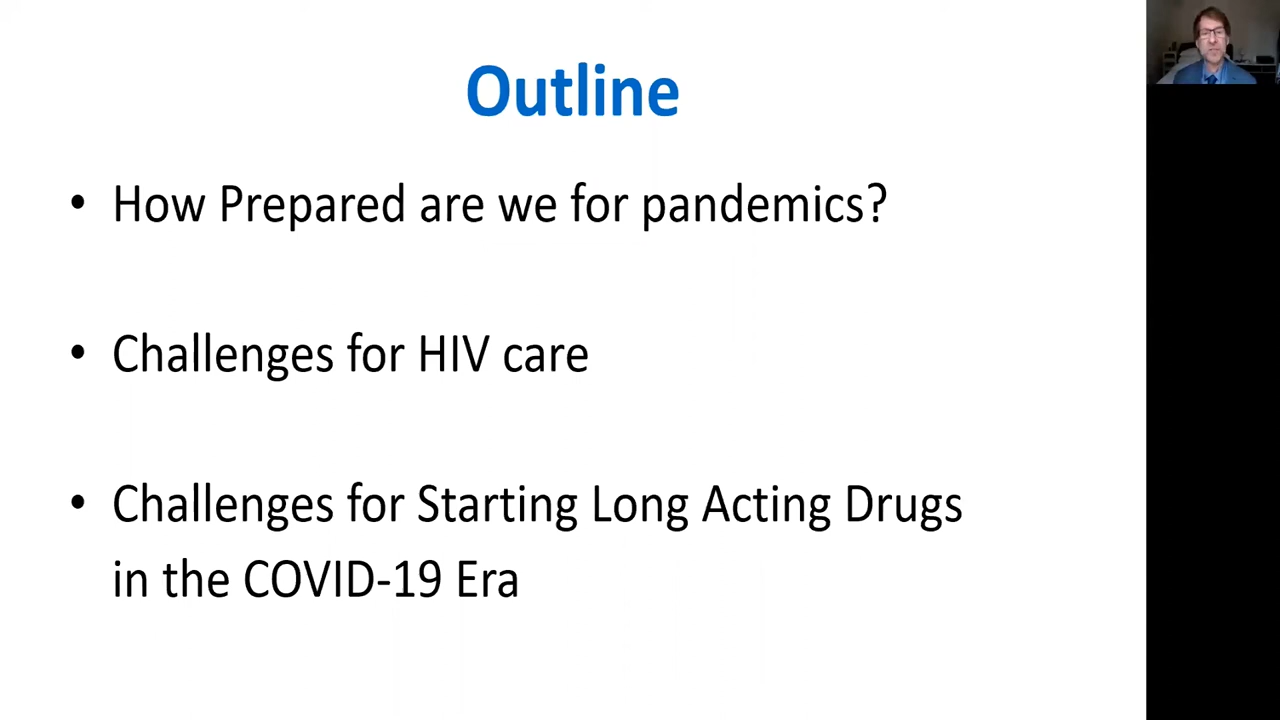 Outline
• How Prepared are we for pandemics?
• Challenges for HIV care
• Challenges for Starting Long Acting Drugs
in the COVID-19 Era